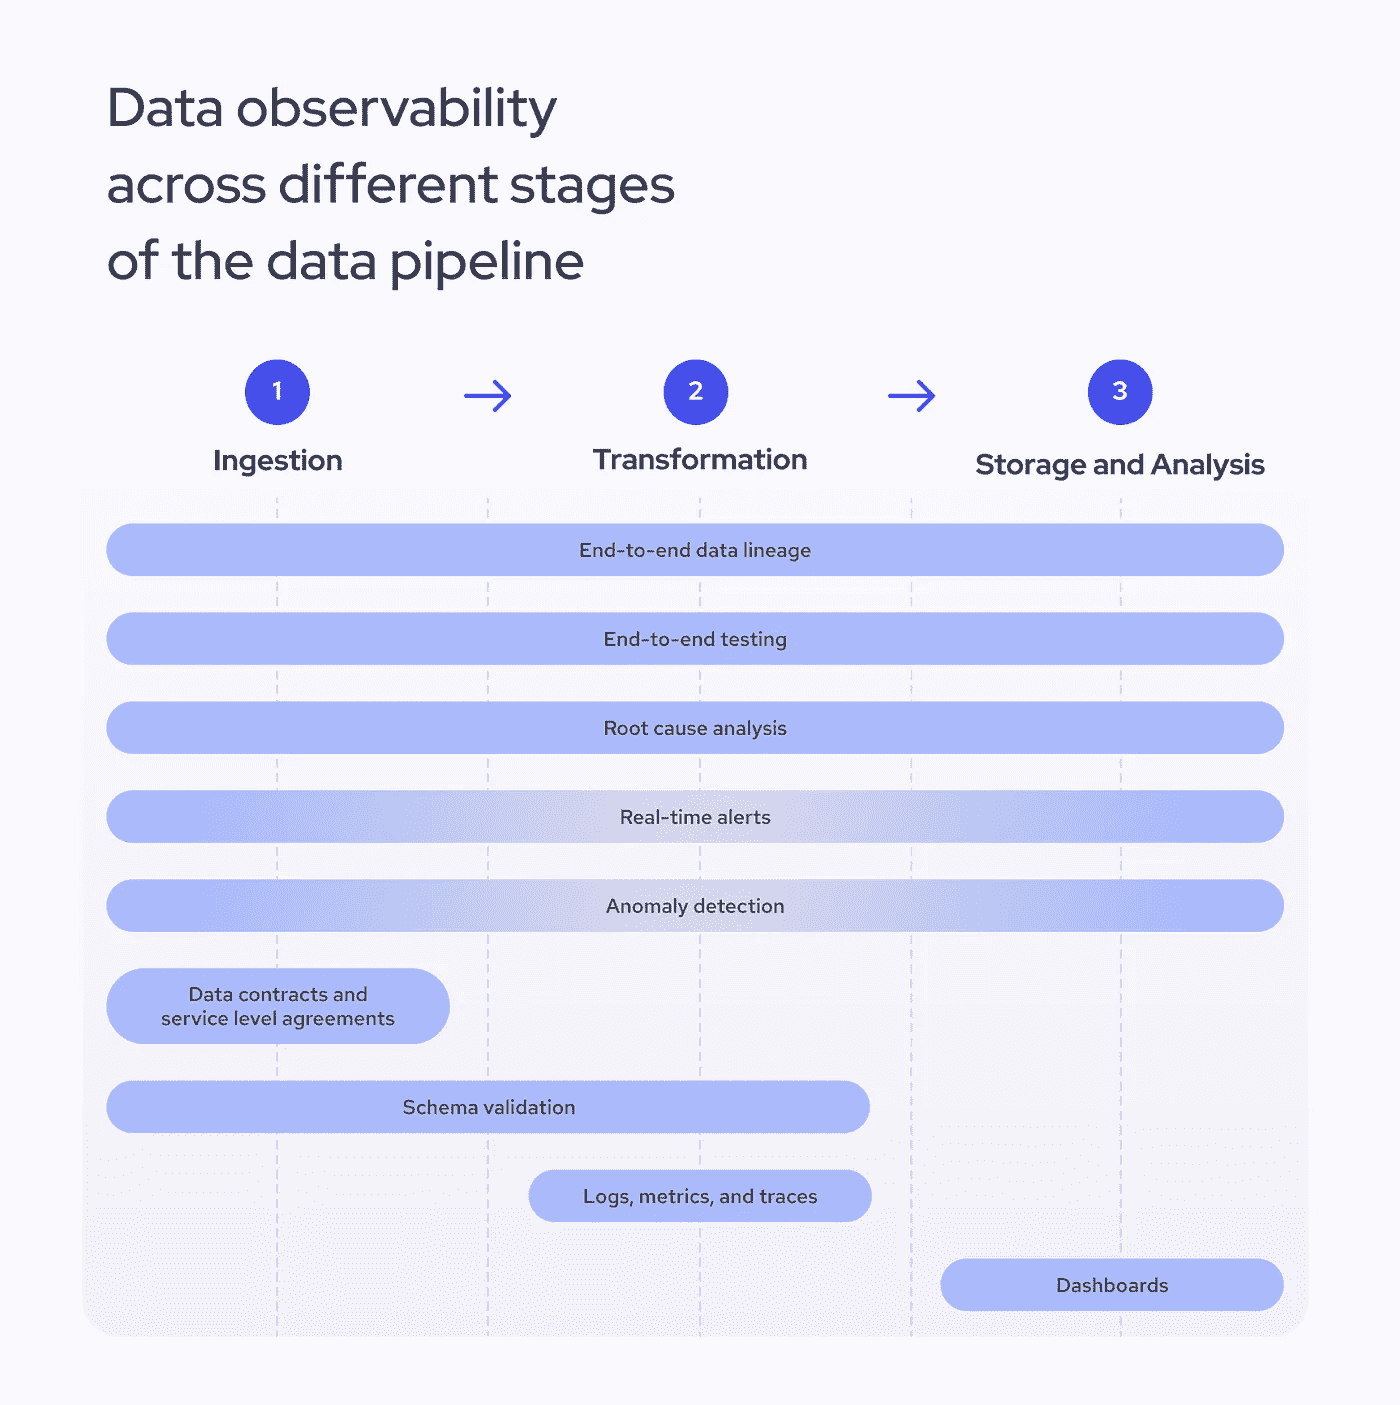 Data observability
across different stages
of the data pipeline
1
2
3
Ingestion
Transformation
Storage and Analysis
End-to-end data lineage
End-to-end testing
Root cause analysis
Real-time alerts
Anomaly detection
Data contracts and
service level agreements
Schema validation
Logs, metrics, and traces
Dashboards